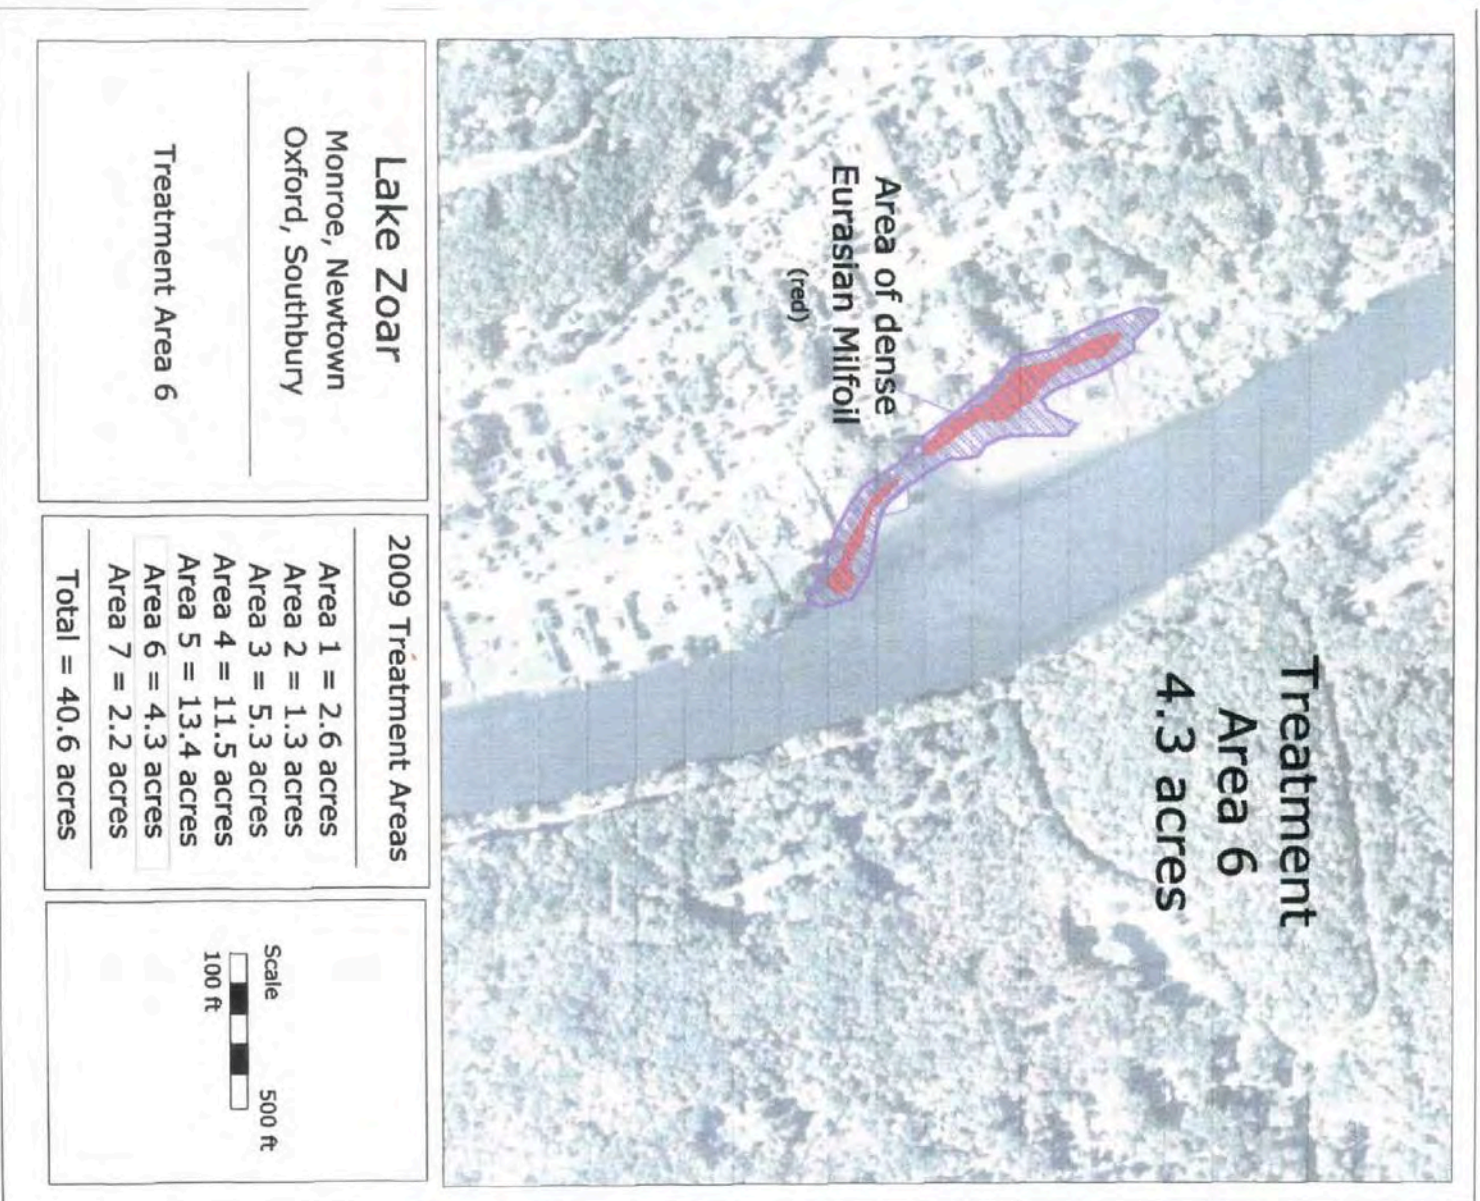 Treatment
Area 6
4.3 acres
Area of dense
Eurasian Milfoil
(red)
Lake Zoar
Monroe, Newtown
Oxford, Southbury
Treatment Area 6
2009 Treatment Areas
Area 1 = 2.6 acres
Area 2 = 1.3 acres
Area 3 = 5.3 acres
Area 4 = 11.5 acres
Area 5 = 13.4 acres
Area 6 = 4.3 acres
Area 7 = 2.2 acres
Total = 40.6 acres
Scale
100 ft
500 ft